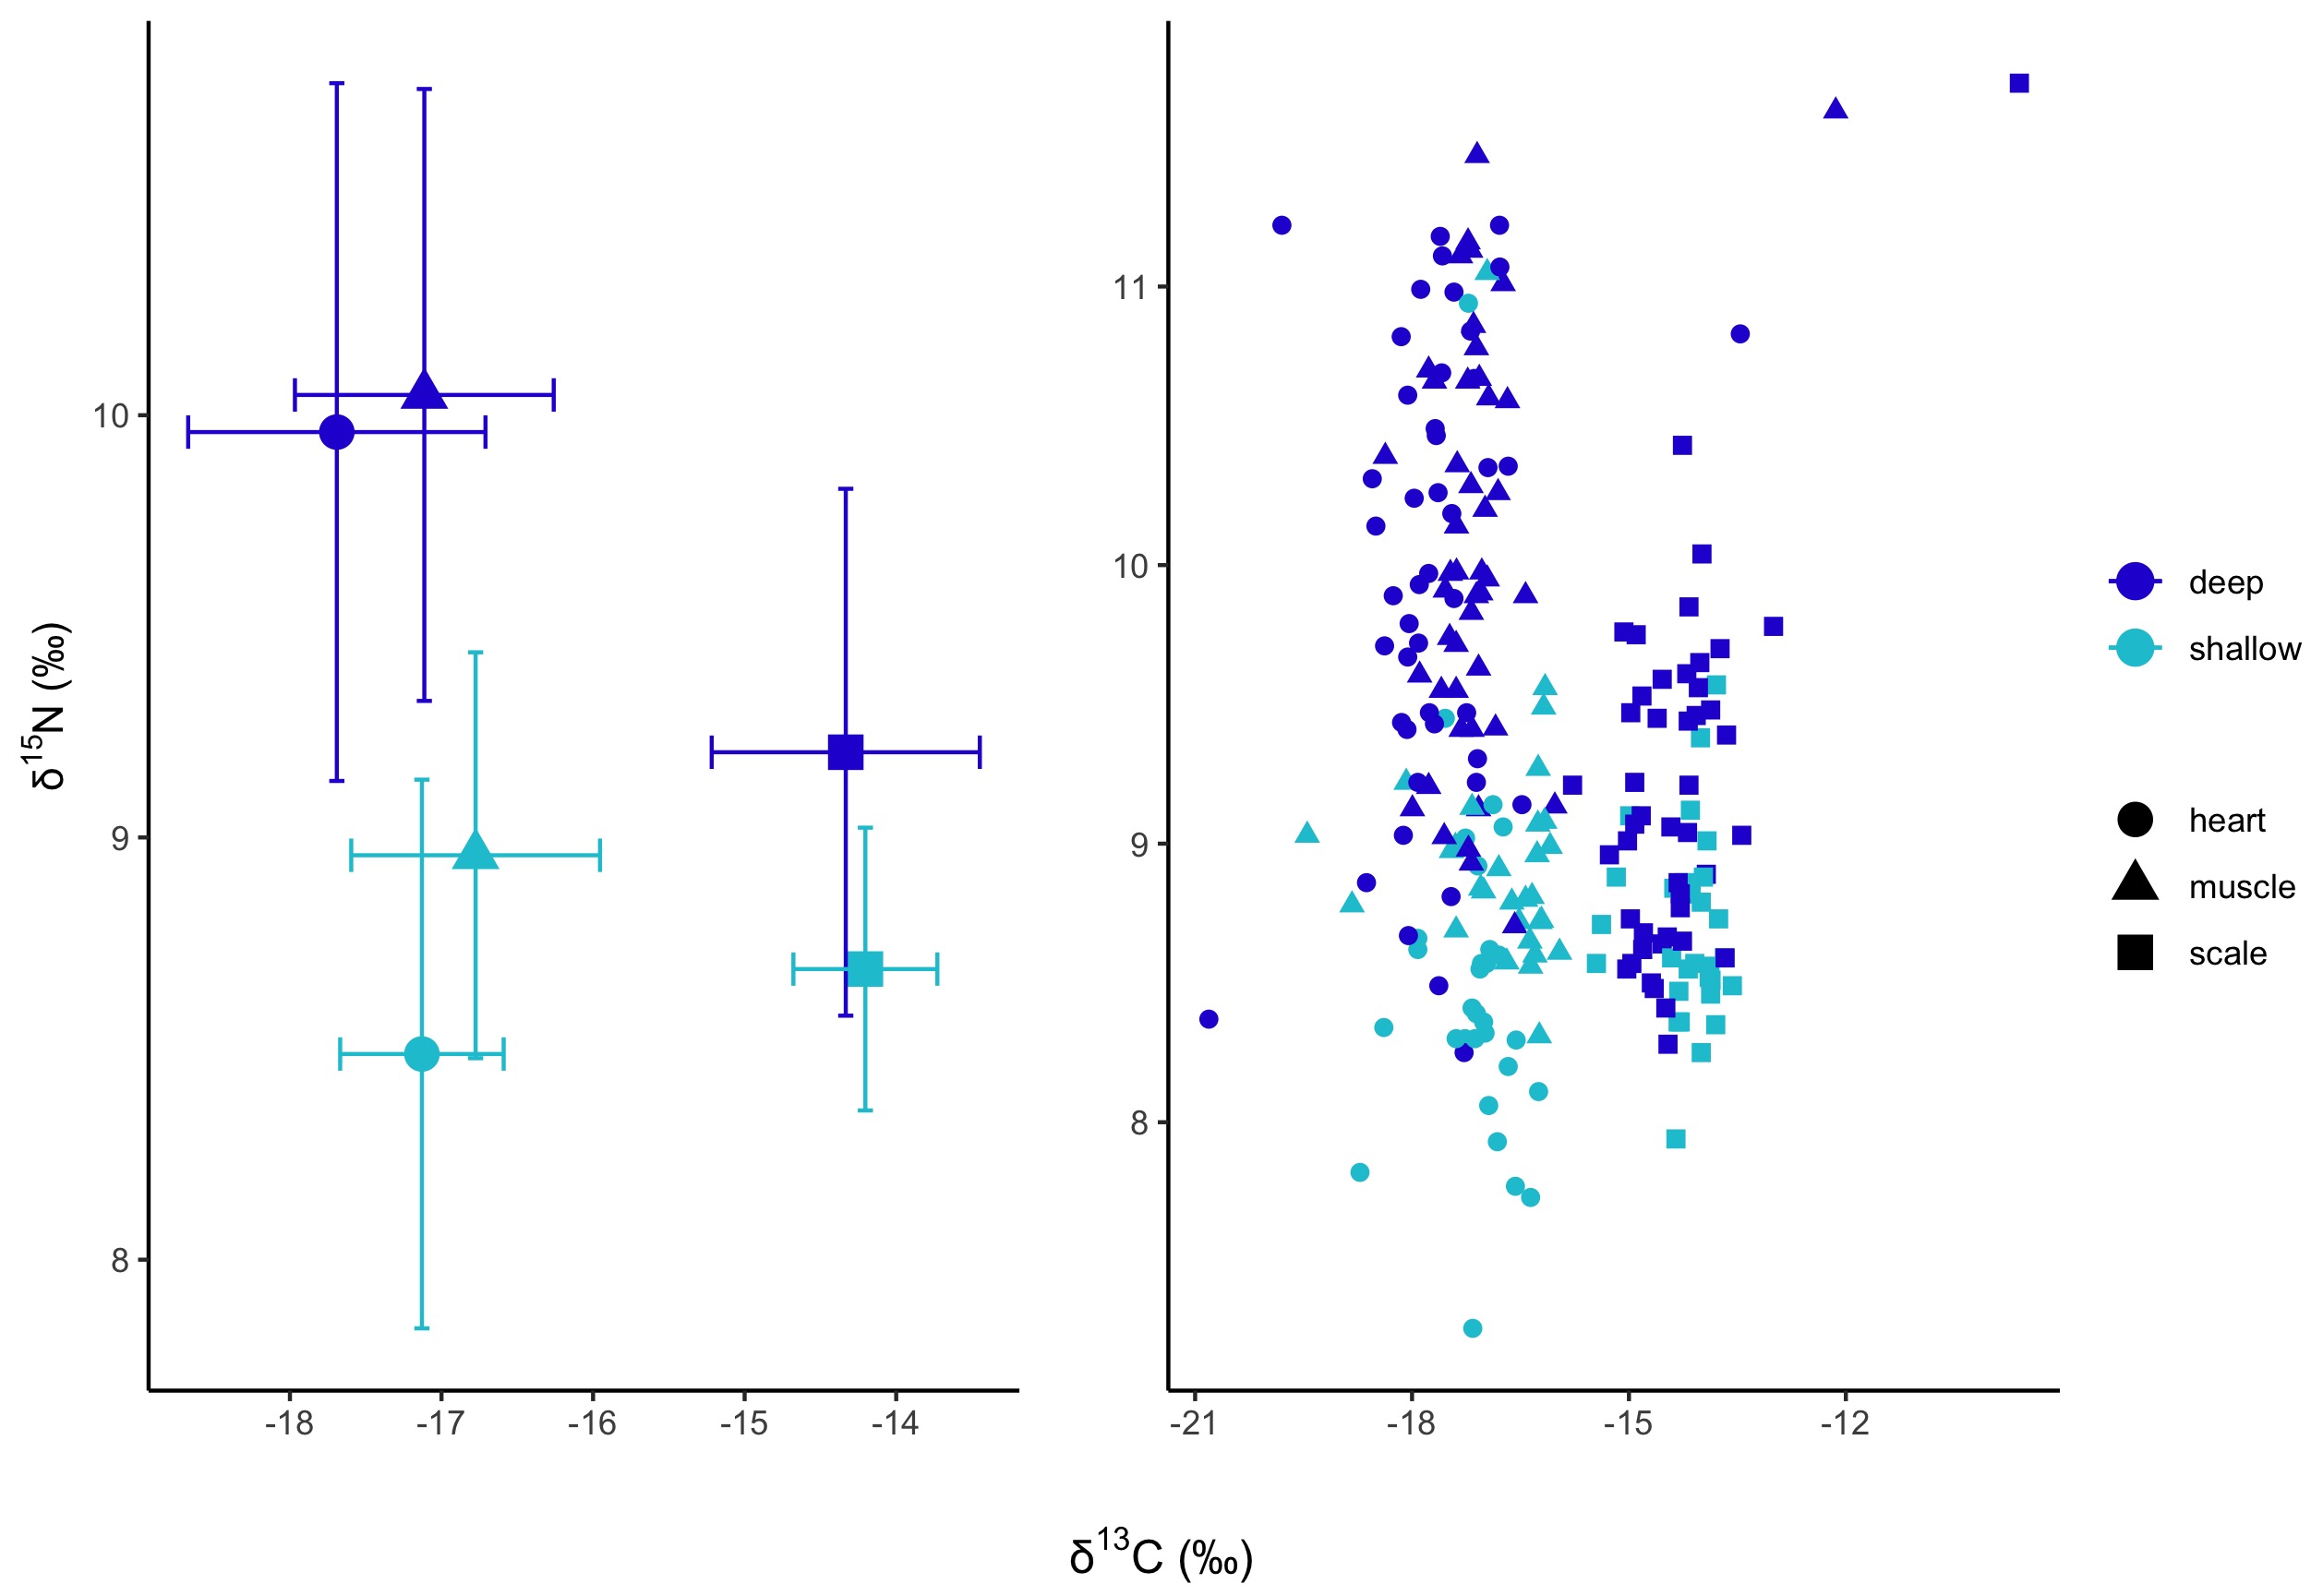 δ15N (‰)
10
9
8
-18 -17 -16 -15 -14
11
10
9
8
-21 -18 -15 -12
δ13C (‰)
deep
shallow
heart
muscle
scale